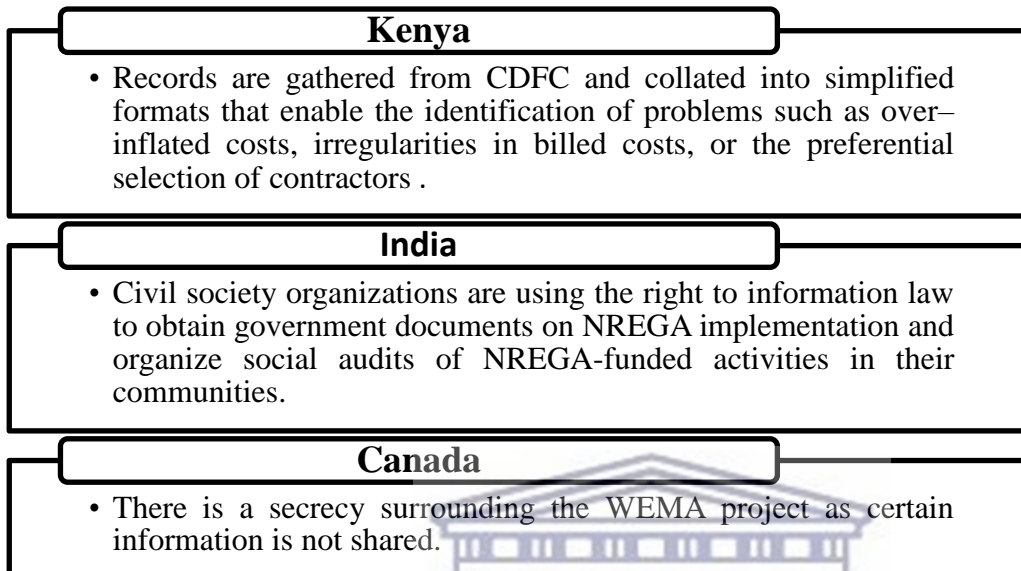 Kenya
• Records are gathered from CDFC and collated into simplified
formats that enable the identification of problems such as over–
inflated costs, irregularities in billed costs, or the preferential
selection of contractors .
India
• Civil society organizations are using the right to information law
to obtain government documents on NREGA implementation and
organize social audits of NREGA-funded activities in their
communities.
Canada
• There is a secrecy surrounding the WEMA project as certain
information is not shared.